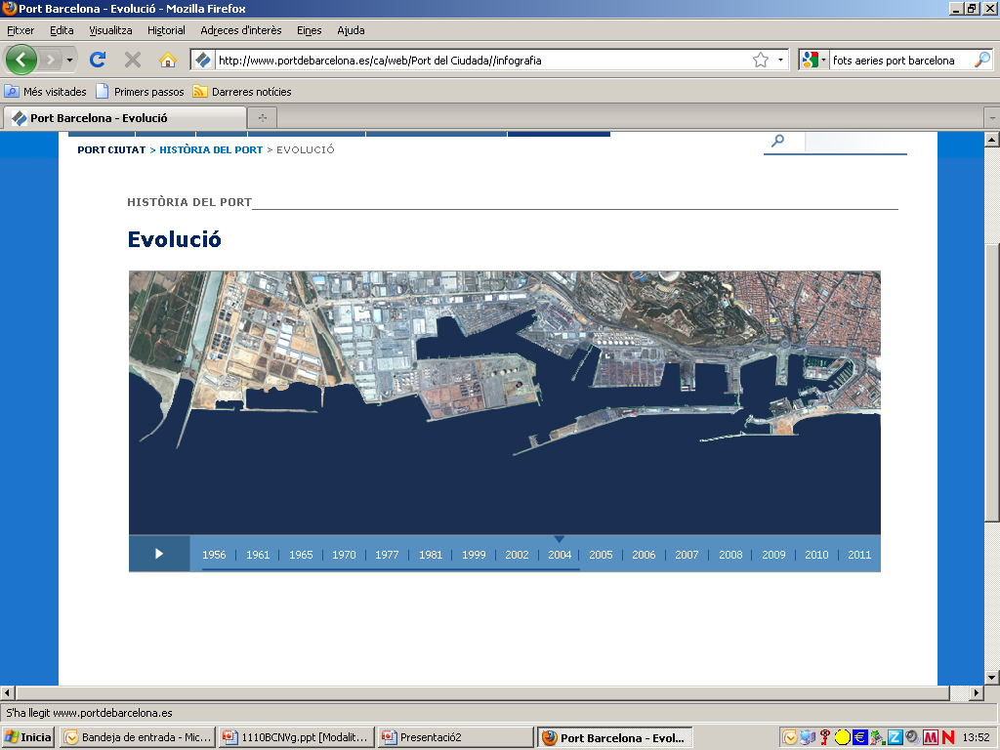 Port Barcelona - Evolució - Mozilla Firefox
Fitxer Edita Visualitza Historial Adreces d'interès Eines Ajuda
http://www.portdebarcelona.es/ca/web/Port del Ciudada//infografia fots aeries port barcelona
Més visitades Primers passos Darreres notícies
Port Barcelona - Evolució
PORT CIUTAT > HISTÒRIA DEL PORT > EVOLUCIÓ
HISTÒRIA DEL PORT
Evolució
1956 | 1961 | 1965 | 1970 | 1977 | 1981 | 1999 | 2002 | 2004 | 2005 | 2006 | 2007 | 2008 | 2009 | 2010 | 2011
S'ha llegit www.portdebarcelona.es
Inicia Bandeja de entrada - Mic... 1110BCNVg.ppt [Modalit... Presentació2 Port Barcelona - Evol... 13:52